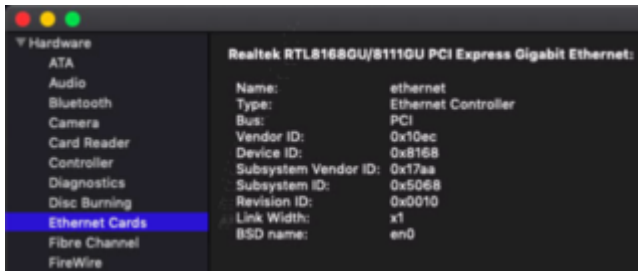 Hardware
ATA
Audio
Bluetooth
Camera
Card Reader
Controller
Diagnostics
Disc Burning
Ethernet Cards
Fibre Channel
FireWire
Realtek RTL8168GU/8111GU PCI Express Gigabit Ethernet:
Name: ethernet
Type: Ethernet Controller
Bus: PCI
Vendor ID: 0x10ec
Device ID: 0x8168
Subsystem Vendor ID: 0x17aa
Subsystem ID: 0x5068
Revision ID: 0x0010
Link Width: x1
BSD name: en0